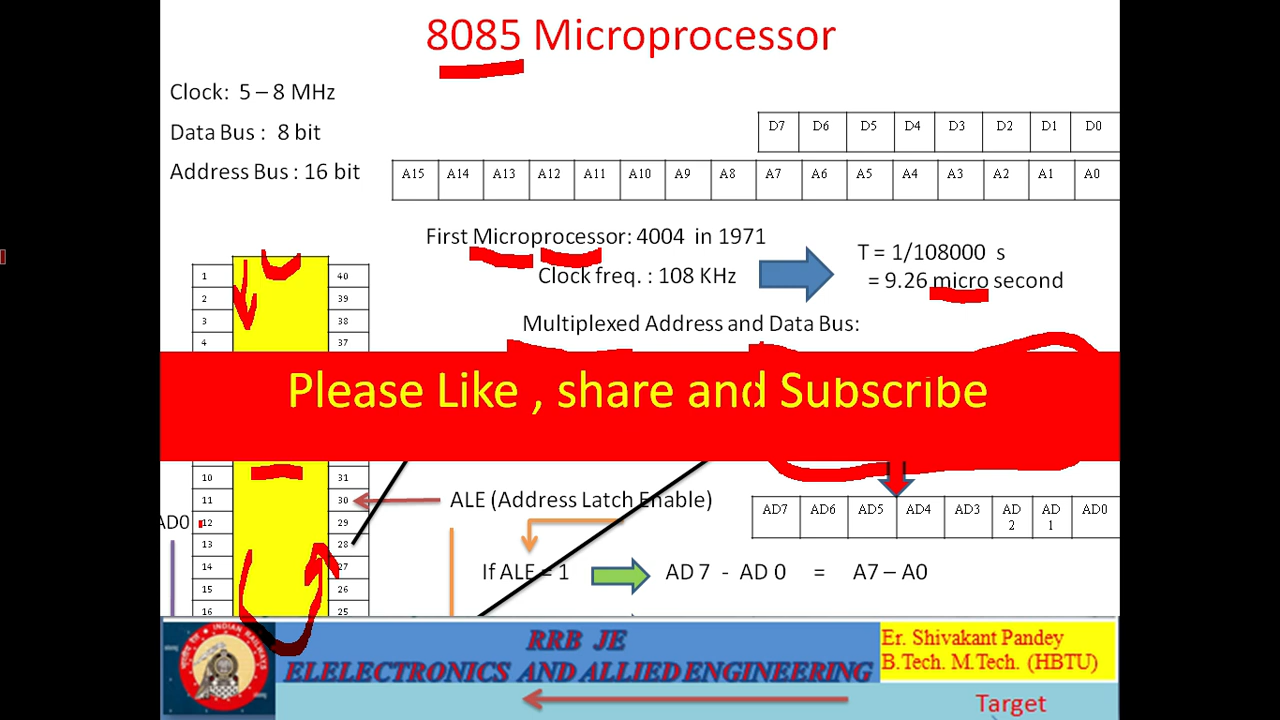 8085 Microprocessor
Clock: 5 – 8 MHz
Data Bus : 8 bit
Address Bus : 16 bit
D7 D6 D5 D4 D3 D2 D1 D0
A15 A14 A13 A12 A11 A10 A9 A8 A7 A6 A5 A4 A3 A2 A1 A0
First Microprocessor: 4004 in 1971
Clock freq. : 108 KHz
T = 1/108000 s
= 9.26 micro second
Multiplexed Address and Data Bus:
1 40
2 39
3 38
4 37
Please Like , share and Subscribe
10 31
11 30
AD0 12 29
13 28
14 27
15 26
16 25
ALE (Address Latch Enable)
AD7 AD6 AD5 AD4 AD3 AD 2 AD 1 AD0
If ALE = 1
AD 7 - AD 0 = A7 – A0
INDIAN RAILWAYS
RRB JE
ELELECTRONICS AND ALLIED ENGINEERING
Er. Shivakant Pandey
B.Tech. M.Tech. (HBTU)
Target